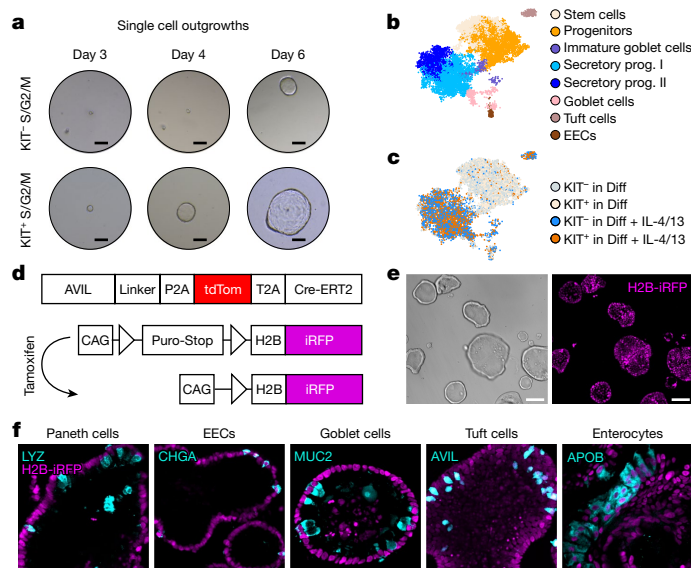 a
Single cell outgrowths
Day 3
Day 4
Day 6
KIT⁻ S/G2/M
KIT⁺ S/G2/M
b
Stem cells
Progenitors
Immature goblet cells
Secretory prog. I
Secretory prog. II
Goblet cells
Tuft cells
EECs
c
KIT⁻ in Diff
KIT⁺ in Diff
KIT⁻ in Diff + IL-4/13
KIT⁺ in Diff + IL-4/13
d
AVIL
Linker
P2A
tdTom
T2A
Cre-ERT2
Tamoxifen
CAG
Puro-Stop
H2B
iRFP
CAG
H2B
iRFP
e
H2B-iRFP
f
Paneth cells
EECs
Goblet cells
Tuft cells
Enterocytes
LYZ
H2B-iRFP
CHGA
MUC2
AVIL
APOB